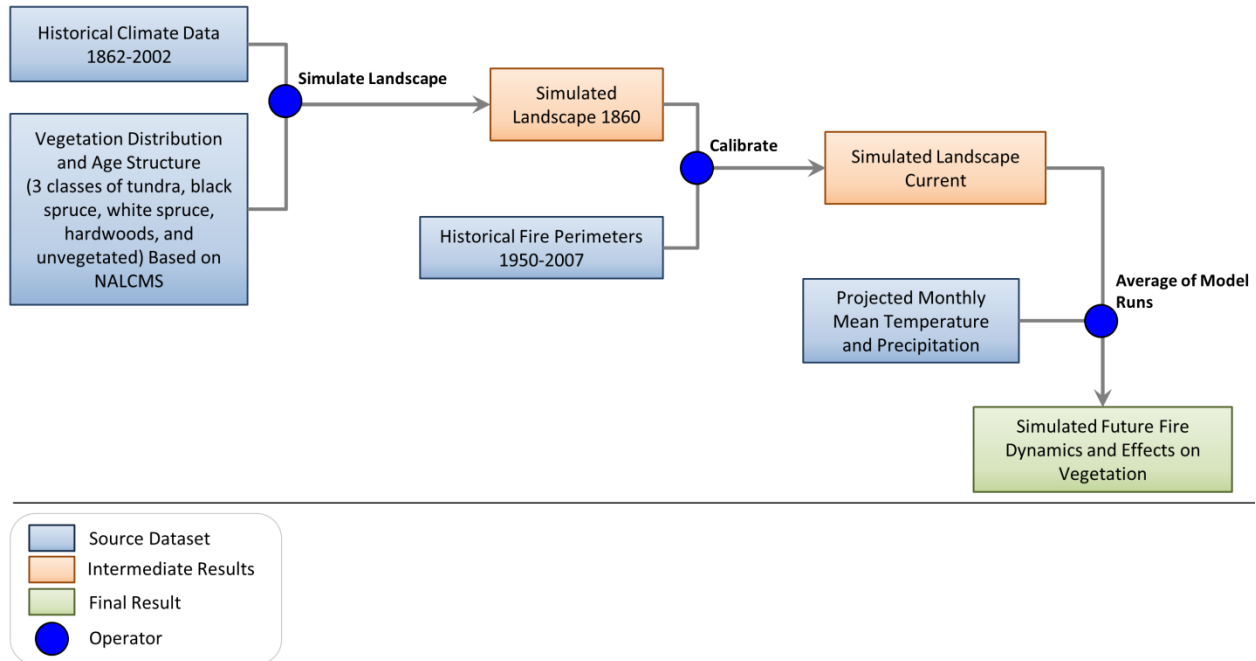 Historical Climate Data
1862-2002
Simulate Landscape
Vegetation Distribution
and Age Structure
(3 classes of tundra, black
spruce, white spruce,
hardwoods, and
unvegetated) Based on
NALCMS
Simulated
Landscape 1860
Calibrate
Historical Fire Perimeters
1950-2007
Simulated Landscape
Current
Projected Monthly
Mean Temperature
and Precipitation
Average of Model
Runs
Simulated Future Fire
Dynamics and Effects on
Vegetation
Source Dataset
Intermediate Results
Final Result
Operator